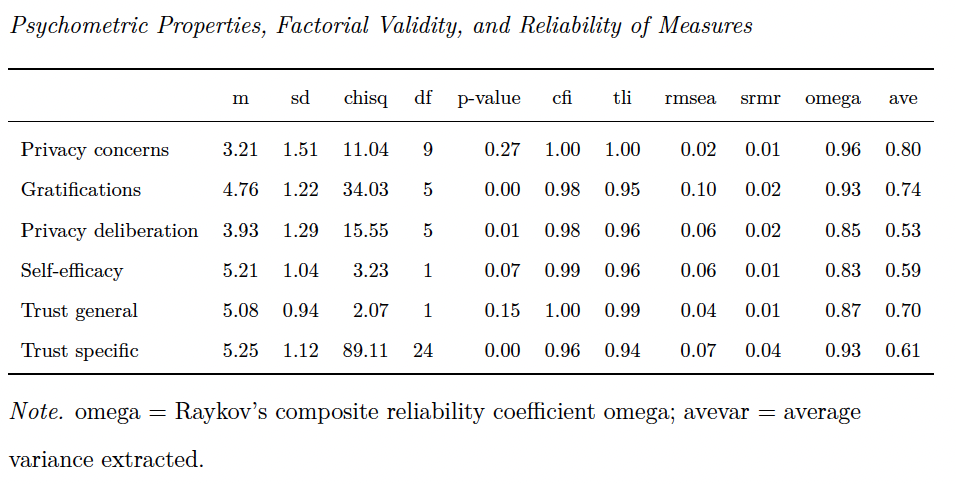 Psychometric Properties, Factorial Validity, and Reliability of Measures
m sd chisq df p-value cfi tli rmsea srmr omega ave
Privacy concerns 3.21 1.51 11.04 9 0.27 1.00 1.00 0.02 0.01 0.96 0.80
Gratifications 4.76 1.22 34.03 5 0.00 0.98 0.95 0.10 0.02 0.93 0.74
Privacy deliberation 3.93 1.29 15.55 5 0.01 0.98 0.96 0.06 0.02 0.85 0.53
Self-efficacy 5.21 1.04 3.23 1 0.07 0.99 0.96 0.06 0.01 0.83 0.59
Trust general 5.08 0.94 2.07 1 0.15 1.00 0.99 0.04 0.01 0.87 0.70
Trust specific 5.25 1.12 89.11 24 0.00 0.96 0.94 0.07 0.04 0.93 0.61
Note. omega = Raykov's composite reliability coefficient omega; avevar = average
variance extracted.